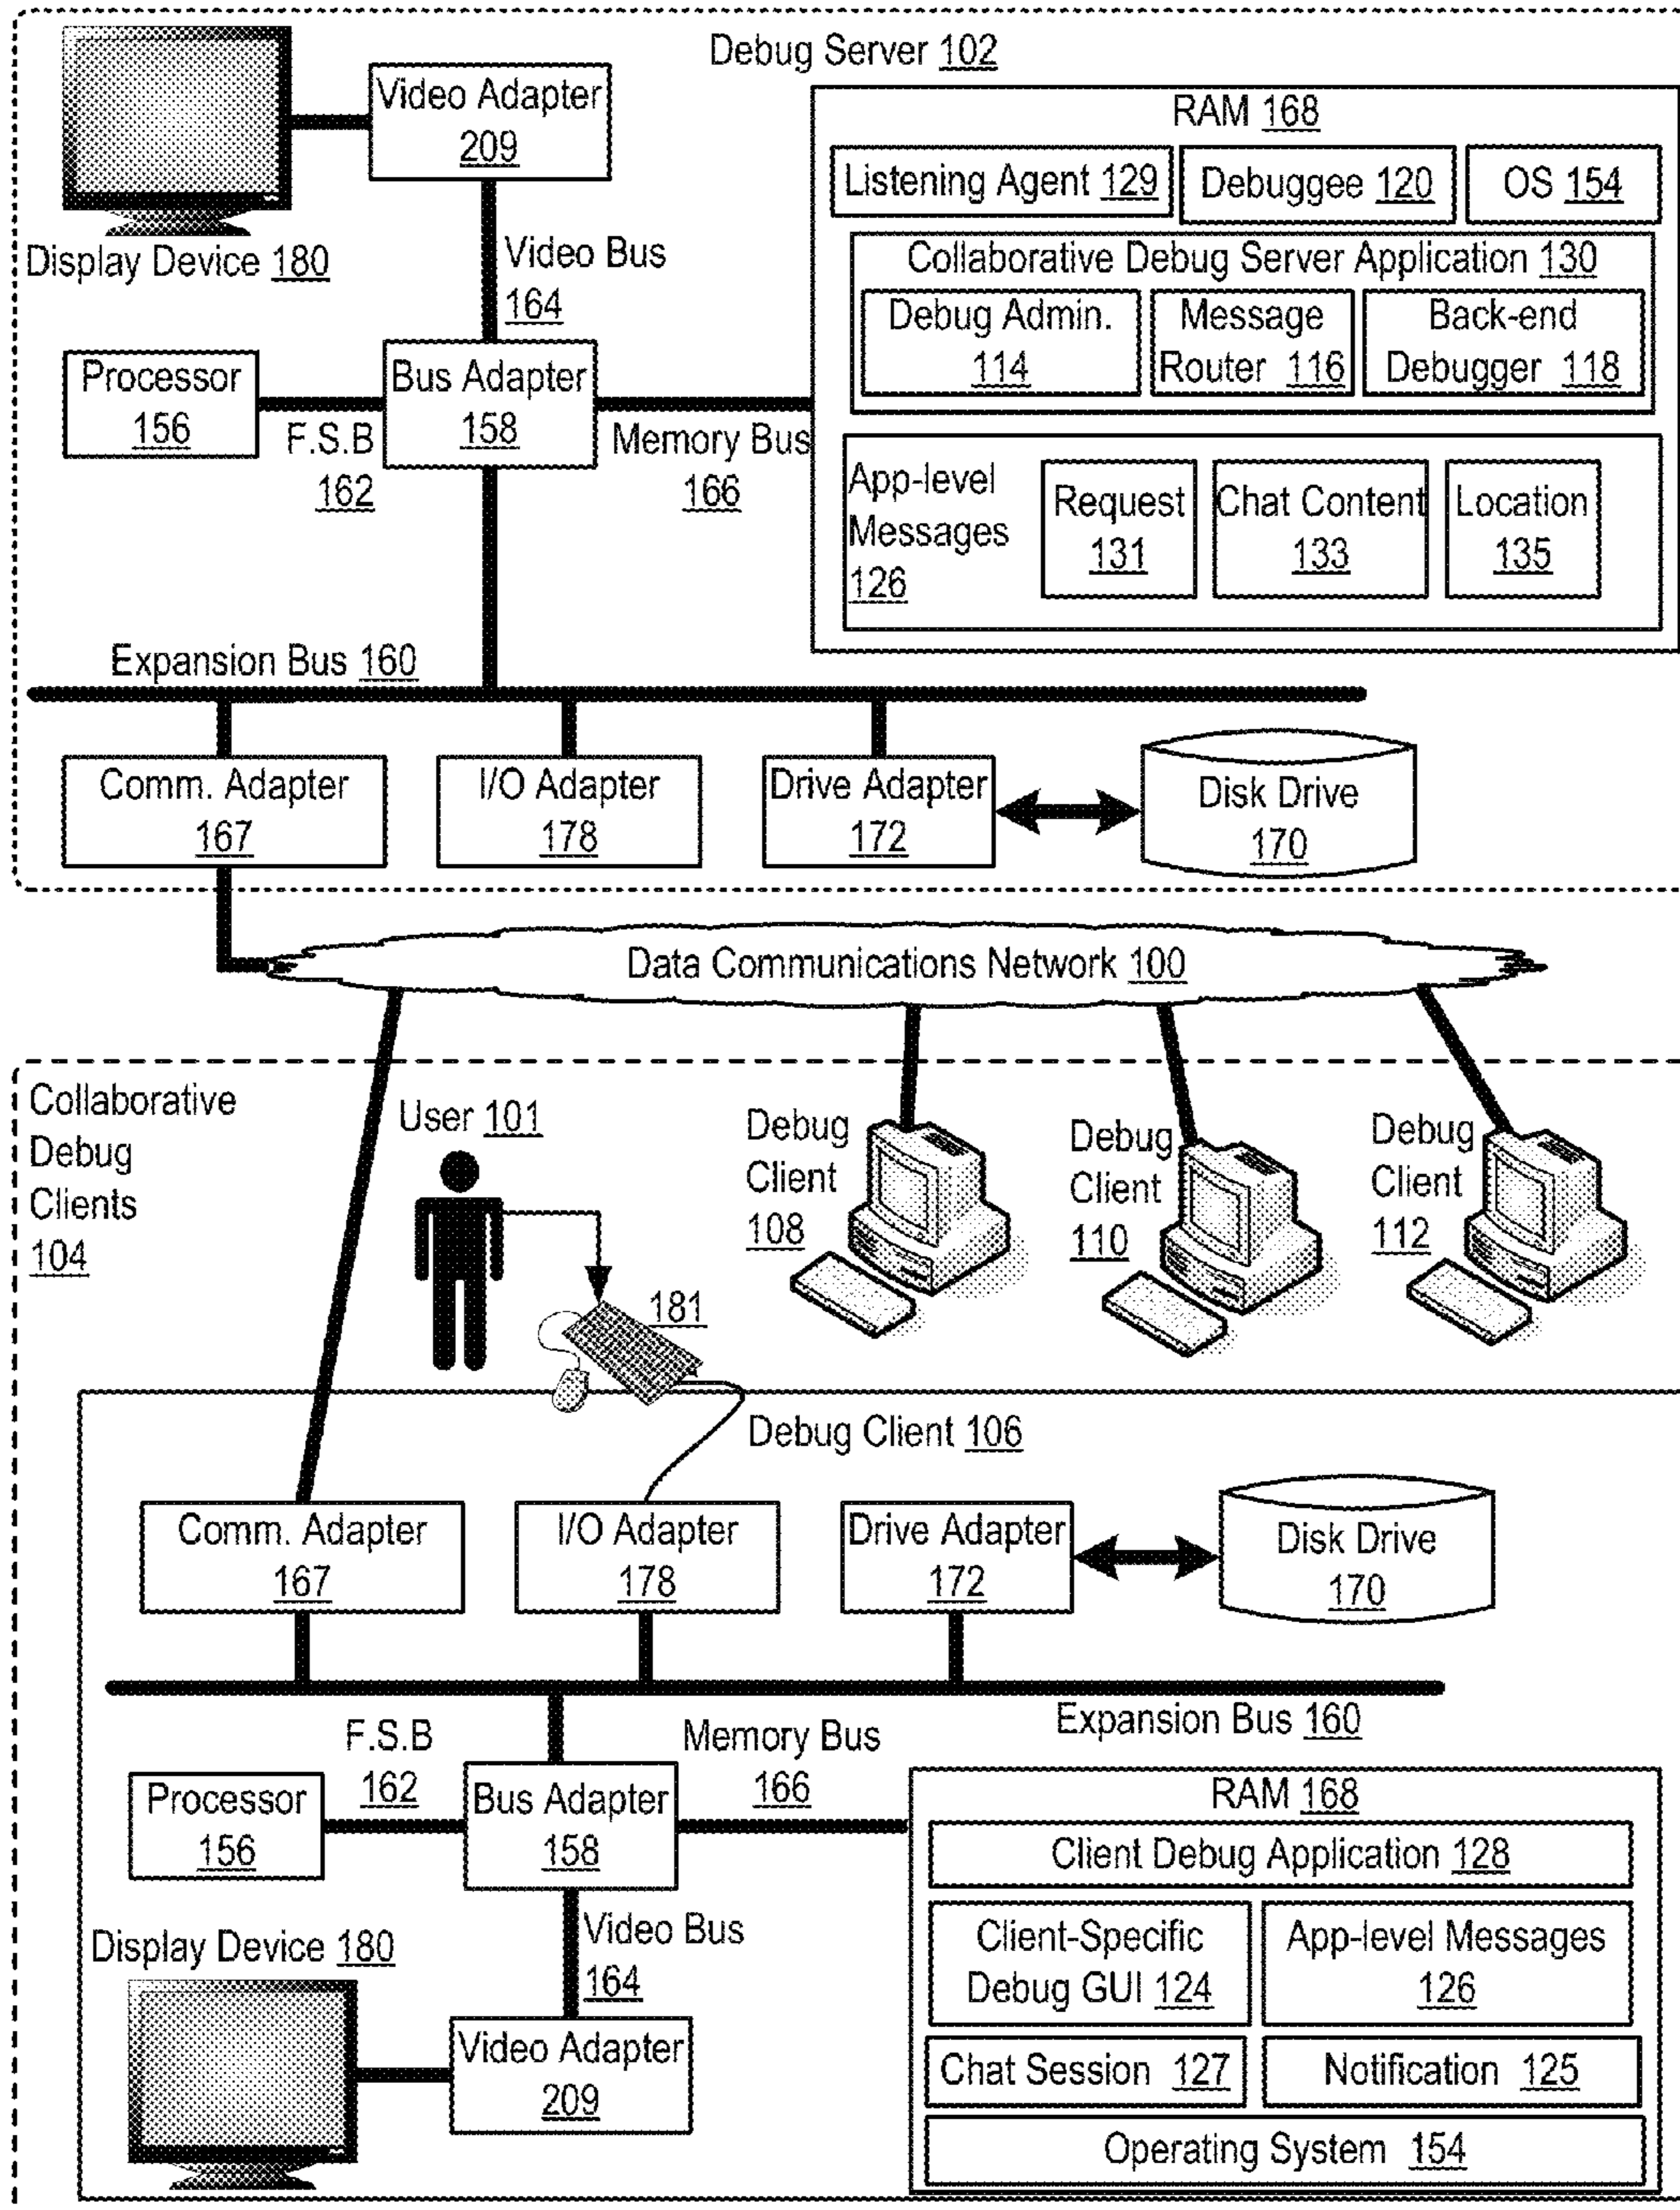 Debug Server 102
Video Adapter
209
Display Device 180
Video Bus
164
Processor
156
F.S.B
162
Bus Adapter
158
Memory Bus
166
RAM 168
Listening Agent 129
Debuggee 120
OS 154
Collaborative Debug Server Application 130
Debug Admin.
114
Message
Router 116
Back-end
Debugger 118
App-level
Messages
126
Request
131
Chat Content
133
Location
135
Expansion Bus 160
Comm. Adapter
167
I/O Adapter
178
Drive Adapter
172
Disk Drive
170
Data Communications Network 100
Collaborative
Debug
Clients
104
User 101
181
Debug
Client
108
Debug
Client
110
Debug
Client
112
Debug Client 106
Comm. Adapter
167
I/O Adapter
178
Drive Adapter
172
Disk Drive
170
Expansion Bus 160
F.S.B
162
Memory Bus
166
Processor
156
Bus Adapter
158
Video Bus
164
Display Device 180
Video Adapter
209
RAM 168
Client Debug Application 128
Client-Specific
Debug GUI 124
App-level Messages
126
Chat Session 127
Notification 125
Operating System 154